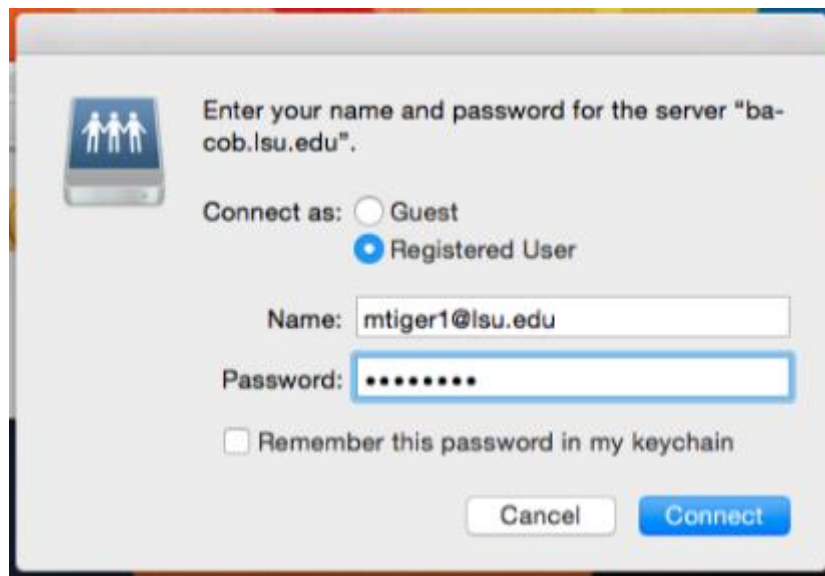 Enter your name and password for the server “ba-
cob.lsu.edu”.
Connect as: Guest
Registered User
Name: mtiger1@lsu.edu
Password: ••••••••
Remember this password in my keychain
Cancel Connect